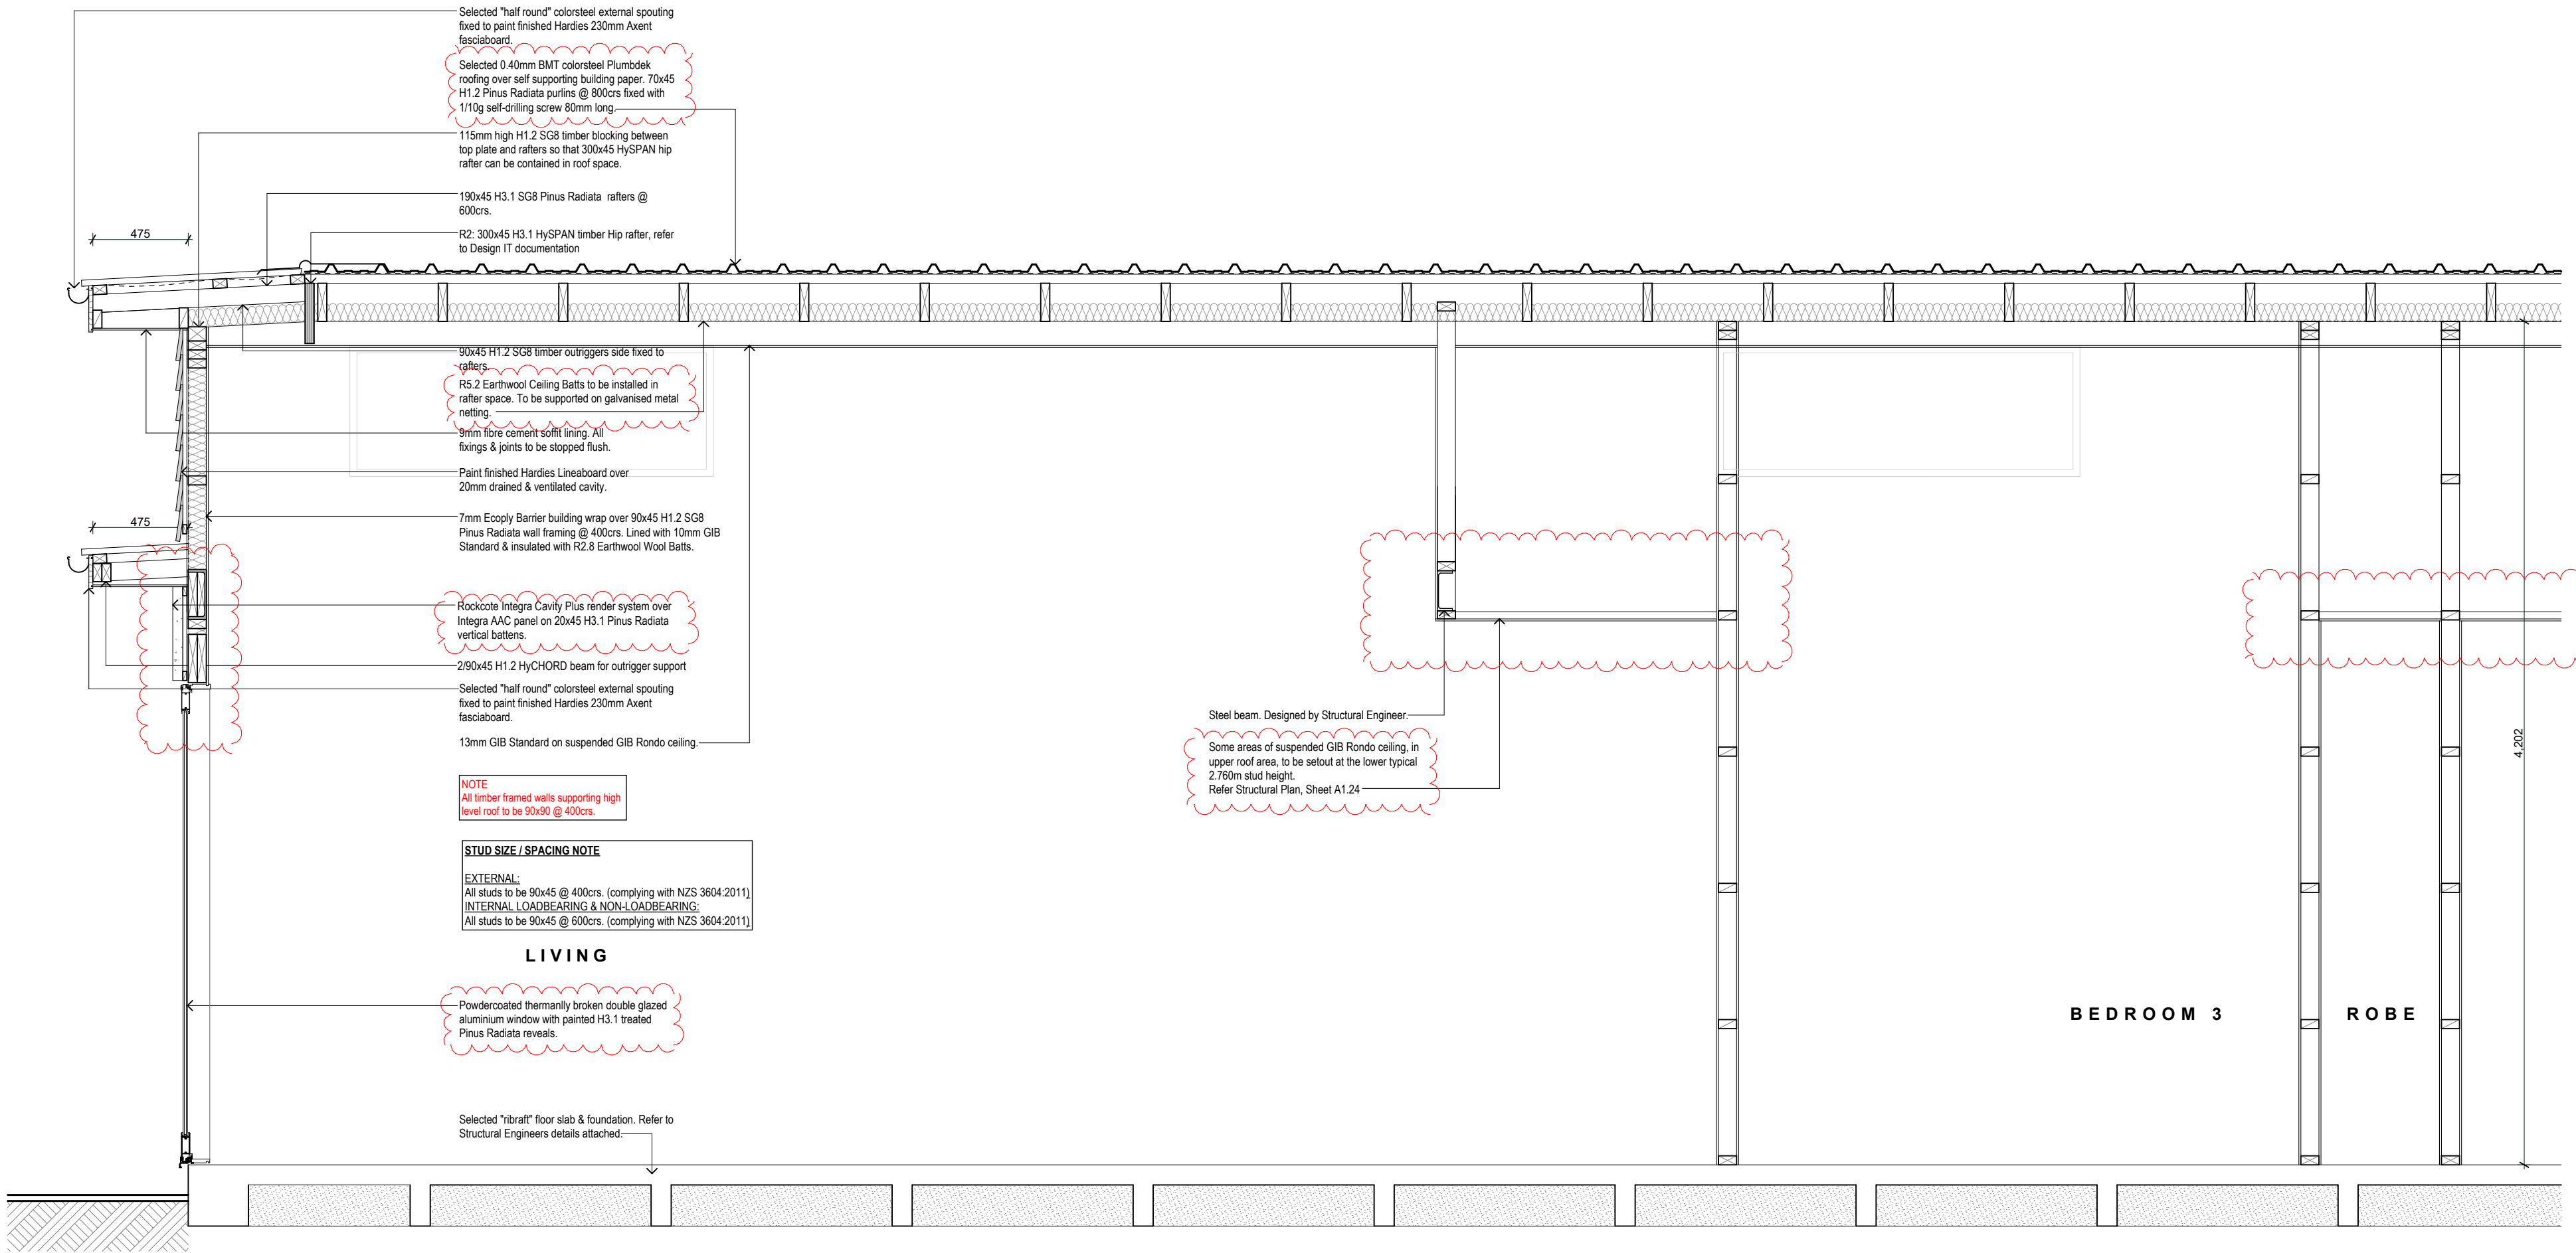 Selected "half round" colorsteel external spouting
fixed to paint finished Hardies 230mm Axent
fasciaboard.
Selected 0.40mm BMT colorsteel Plumbdek
roofing over self supporting building paper. 70x45
H1.2 Pinus Radiata purlins @ 800crs fixed with
1/10g self-drilling screw 80mm long.
115mm high H1.2 SG8 timber blocking between
top plate and rafters so that 300x45 HySPAN hip
rafter can be contained in roof space.
190x45 H3.1 SG8 Pinus Radiata rafters @
600crs.
R2: 300x45 H3.1 HySPAN timber Hip rafter, refer
to Design IT documentation
475
90x45 H1.2 SG8 timber outriggers side fixed to
rafters.
R5.2 Earthwool Ceiling Batts to be installed in
rafter space. To be supported on galvanised metal
netting.
9mm fibre cement soffit lining. All
fixings & joints to be stopped flush.
Paint finished Hardies Lineaboard over
20mm drained & ventilated cavity.
475
7mm Ecoply Barrier building wrap over 90x45 H1.2 SG8
Pinus Radiata wall framing @ 400crs. Lined with 10mm GIB
Standard & insulated with R2.8 Earthwool Wool Batts.
Rockcote Integra Cavity Plus render system over
Integra AAC panel on 20x45 H3.1 Pinus Radiata
vertical battens.
2/90x45 H1.2 HyCHORD beam for outrigger support
Selected "half round" colorsteel external spouting
fixed to paint finished Hardies 230mm Axent
fasciaboard.
13mm GIB Standard on suspended GIB Rondo ceiling.
Steel beam. Designed by Structural Engineer.
Some areas of suspended GIB Rondo ceiling, in
upper roof area, to be setout at the lower typical
2.760m stud height.
Refer Structural Plan, Sheet A1.24
4,202
NOTE
All timber framed walls supporting high
level roof to be 90x90 @ 400crs.
STUD SIZE / SPACING NOTE
EXTERNAL:
All studs to be 90x45 @ 400crs. (complying with NZS 3604:2011)
INTERNAL LOADBEARING & NON-LOADBEARING:
All studs to be 90x45 @ 600crs. (complying with NZS 3604:2011)
LIVING
Powdercoated thermanlly broken double glazed
aluminium window with painted H3.1 treated
Pinus Radiata reveals.
BEDROOM 3
ROBE
Selected "ribraft" floor slab & foundation. Refer to
Structural Engineers details attached.